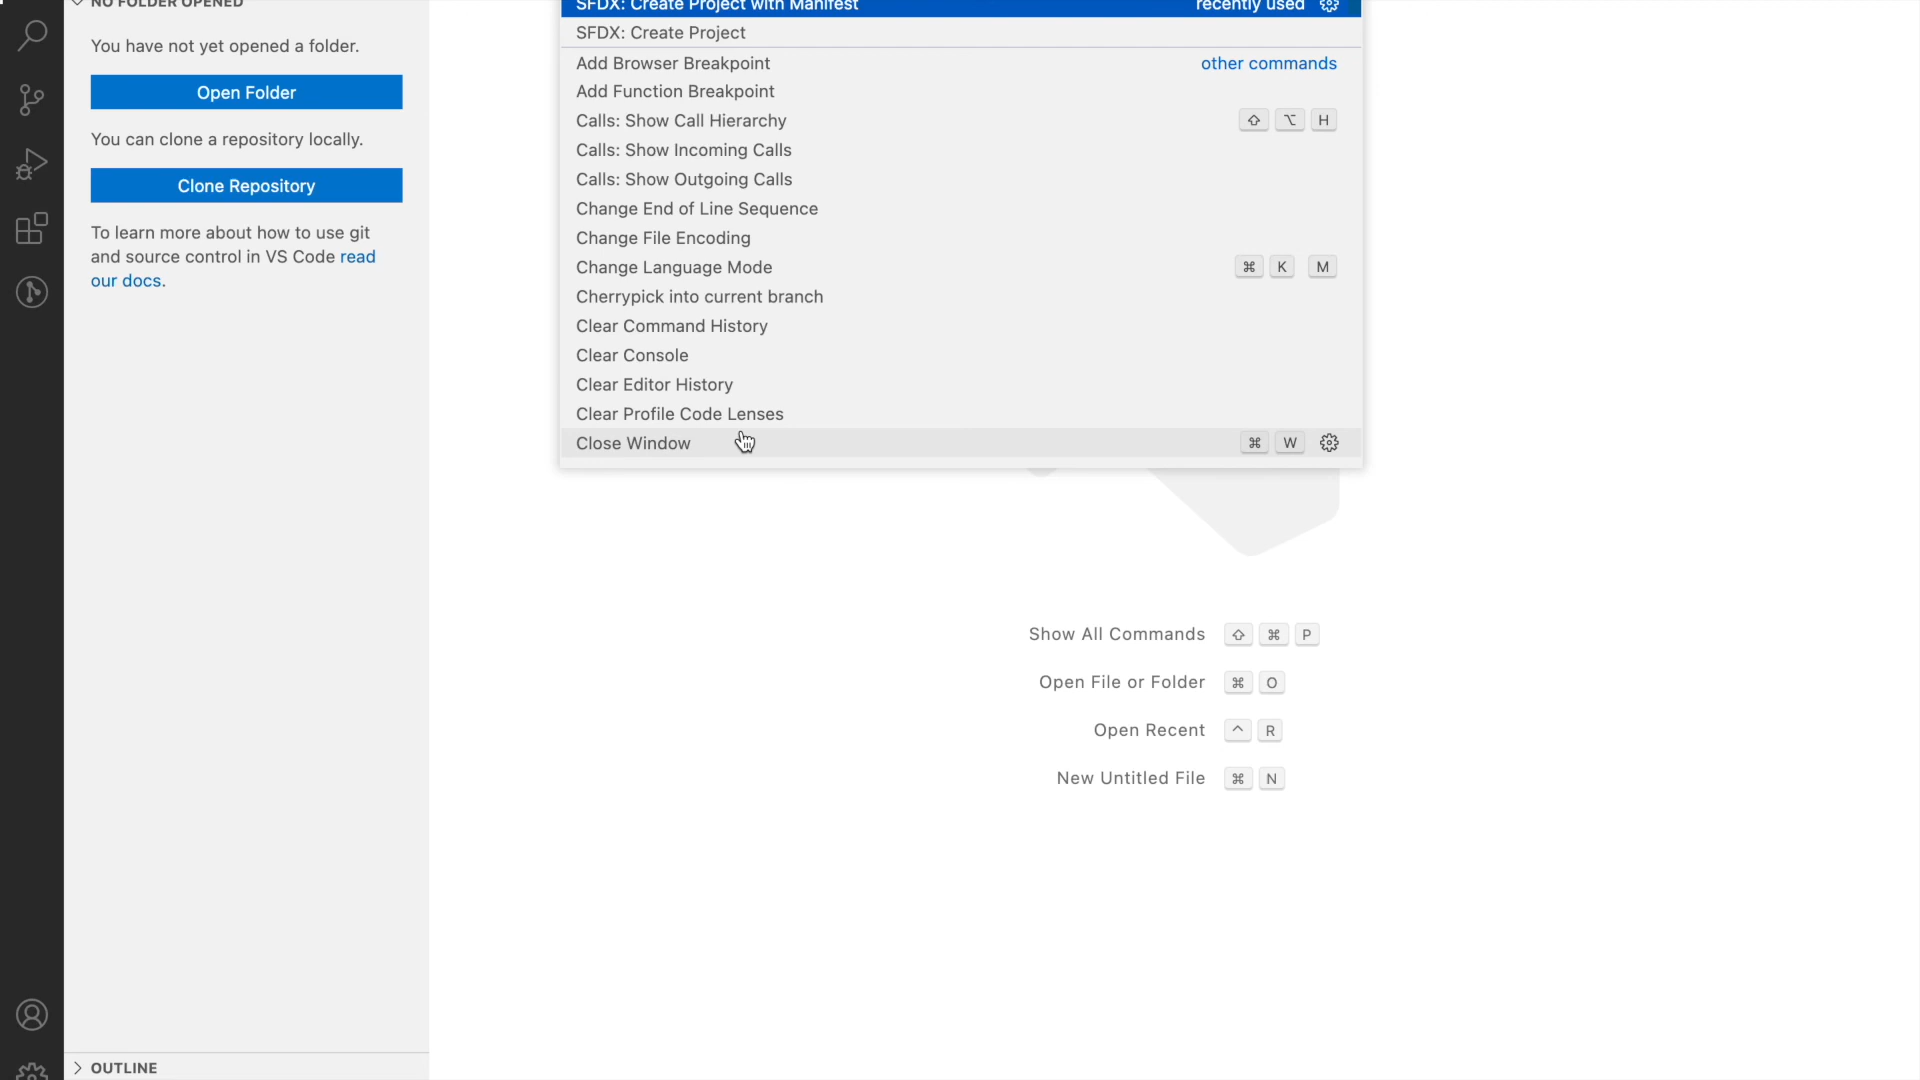 NO FOLDER OPENED
You have not yet opened a folder.
Open Folder
You can clone a repository locally.
Clone Repository
To learn more about how to use git
and source control in VS Code read
our docs.
OUTLINE
SFDX: Create Project with Manifest recently used
SFDX: Create Project
Add Browser Breakpoint other commands
Add Function Breakpoint
Calls: Show Call Hierarchy ⇧ ⌥ H
Calls: Show Incoming Calls
Calls: Show Outgoing Calls
Change End of Line Sequence
Change File Encoding
Change Language Mode ⌘ K M
Cherrypick into current branch
Clear Command History
Clear Console
Clear Editor History
Clear Profile Code Lenses
Close Window ⌘ W
Show All Commands ⇧ ⌘ P
Open File or Folder ⌘ O
Open Recent ^ R
New Untitled File ⌘ N